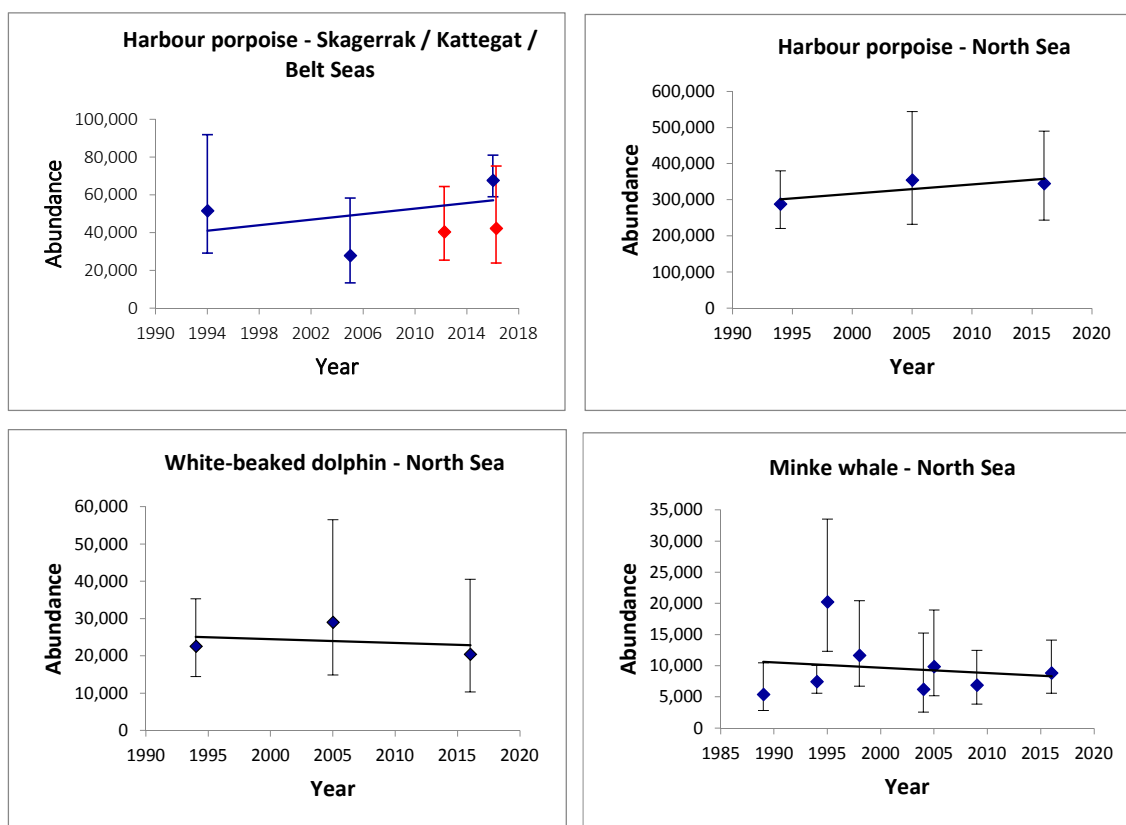 Harbour porpoise - Skagerrak / Kattegat /
Belt Seas
Abundance
100,000
80,000
60,000
40,000
20,000
0
1990 1994 1998 2002 2006 2010 2014 2018
Year
Harbour porpoise - North Sea
Abundance
600,000
500,000
400,000
300,000
200,000
100,000
0
1990 1995 2000 2005 2010 2015 2020
Year
White-beaked dolphin - North Sea
Abundance
60,000
50,000
40,000
30,000
20,000
10,000
0
1990 1995 2000 2005 2010 2015 2020
Year
Minke whale - North Sea
Abundance
35,000
30,000
25,000
20,000
15,000
10,000
5,000
0
1985 1990 1995 2000 2005 2010 2015 2020
Year